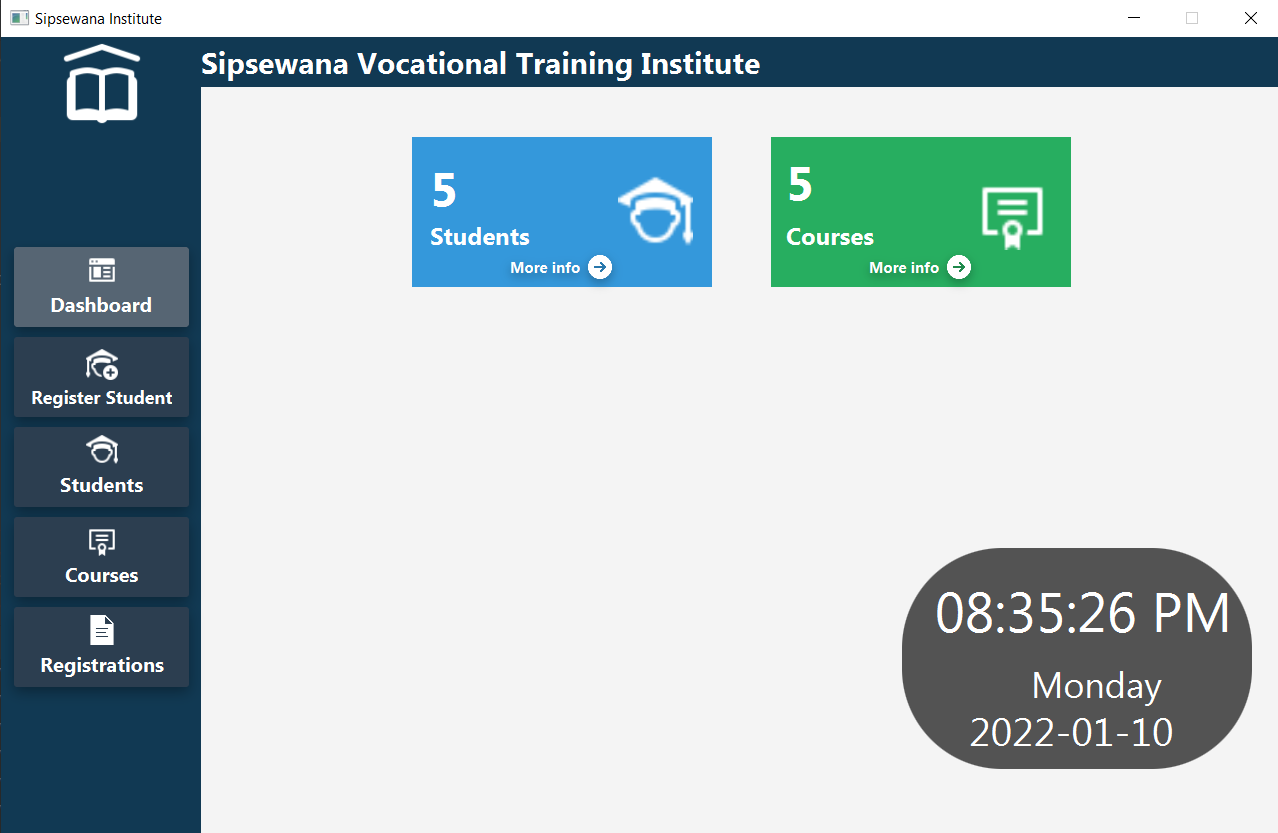 Sipsewana Institute
Sipsewana Vocational Training Institute
Dashboard
Register Student
Students
Courses
Registrations
5
Students
More info
5
Courses
More info
08:35:26 PM
Monday
2022-01-10